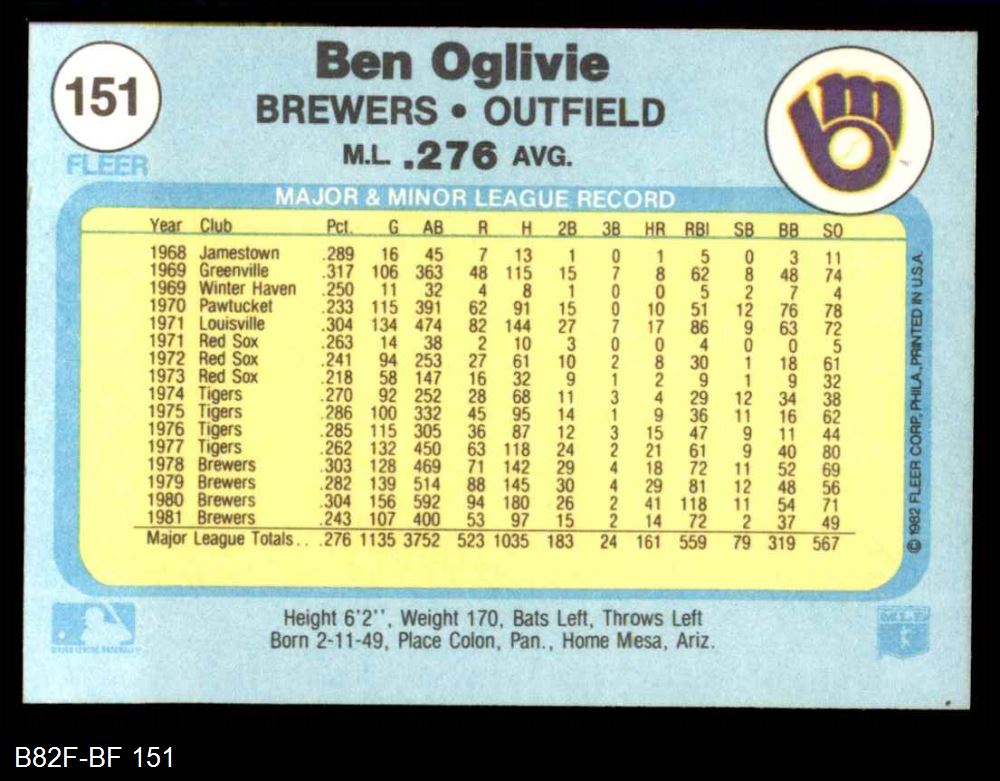 151
FLEER
Ben Oglivie
BREWERS • OUTFIELD
M.L. .276 AVG.
m b
MAJOR & MINOR LEAGUE RECORD
Year Club Pct. G AB R H 2B 3B HR RBI SB BB SO
1968 Jamestown .289 16 45 7 13 1 0 1 5 0 3 11
1969 Greenville .317 106 363 48 115 15 7 8 62 8 48 74
1969 Winter Haven .250 11 32 4 8 1 0 0 5 2 7 4
1970 Pawtucket .233 115 391 62 91 15 0 10 51 12 76 78
1971 Louisville .304 134 474 82 144 27 7 17 86 9 63 72
1971 Red Sox .263 14 38 2 10 3 0 0 4 0 0 5
1972 Red Sox .241 94 253 27 61 10 2 8 30 1 18 61
1973 Red Sox .218 58 147 16 32 9 1 2 9 1 9 32
1974 Tigers .270 92 252 28 68 11 3 4 29 12 34 38
1975 Tigers .286 100 332 45 95 14 1 9 36 11 16 62
1976 Tigers .285 115 305 36 87 12 3 15 47 9 11 44
1977 Tigers .262 132 450 63 118 24 2 21 61 9 40 80
1978 Brewers .303 128 469 71 142 29 4 18 72 11 52 69
1979 Brewers .282 139 514 88 145 30 4 29 81 12 48 56
1980 Brewers .304 156 592 94 180 26 2 41 118 11 54 71
1981 Brewers .243 107 400 53 97 15 2 14 72 2 37 49
Major League Totals . . .276 1135 3752 523 1035 183 24 161 559 79 319 567
© 1982 FLEER CORP. PHILA. PRINTED IN U.S.A.
Height 6'2'', Weight 170, Bats Left, Throws Left
Born 2-11-49, Place Colon, Pan., Home Mesa, Ariz.
MAJOR LEAGUE BASEBALL
B82F-BF 151